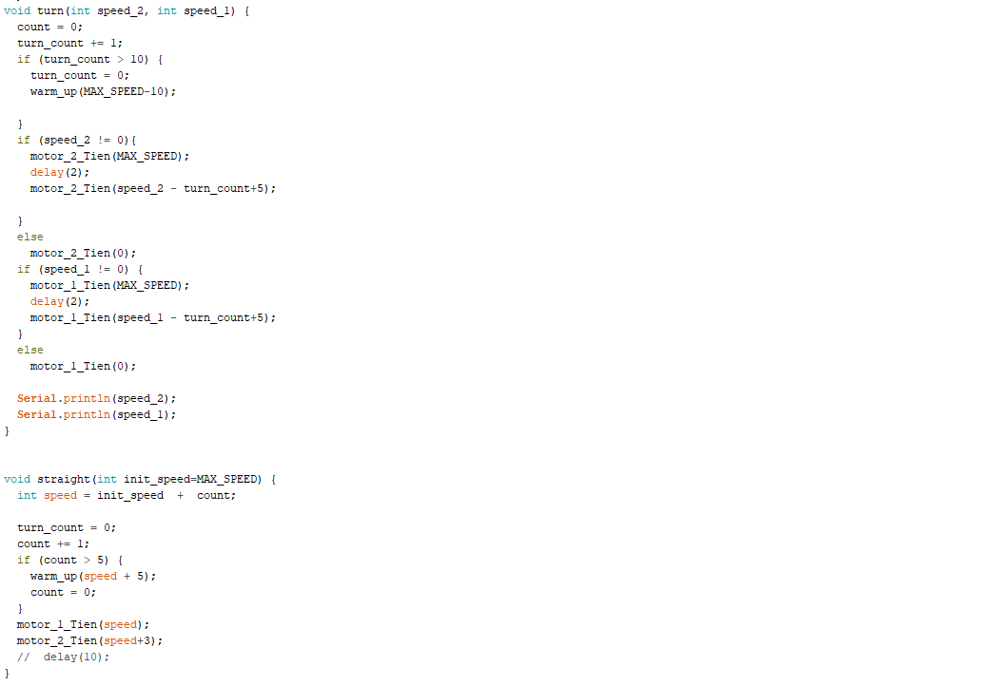 void turn(int speed_2, int speed_1) {
  count = 0;
  turn_count += 1;
  if (turn_count > 10) {
    turn_count = 0;
    warm_up(MAX_SPEED-10);

  }
  if (speed_2 != 0){
    motor_2_Tien(MAX_SPEED);
    delay(2);
    motor_2_Tien(speed_2 - turn_count+5);

  }
  else
    motor_2_Tien(0);
  if (speed_1 != 0) {
    motor_1_Tien(MAX_SPEED);
    delay(2);
    motor_1_Tien(speed_1 - turn_count+5);
  }
  else
    motor_1_Tien(0);

  Serial.println(speed_2);
  Serial.println(speed_1);
}


void straight(int init_speed=MAX_SPEED) {
  int speed = init_speed  +  count;

  turn_count = 0;
  count += 1;
  if (count > 5) {
    warm_up(speed + 5);
    count = 0;
  }
  motor_1_Tien(speed);
  motor_2_Tien(speed+3);
  //  delay(10);
}